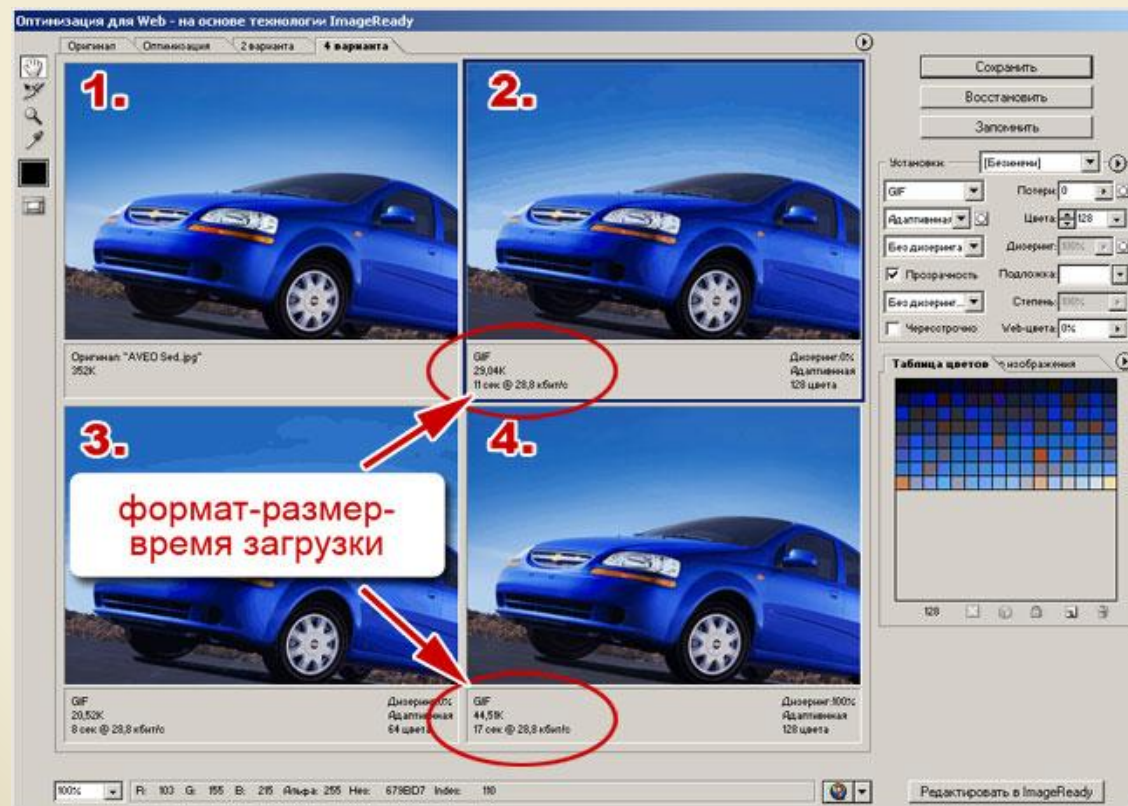 Оптимизация для Web - на основе технологии ImageReady
Оригинал Оптимизация 2 варианта 4 варианта
1.
2.
Оригинал: "AVEO Sed.jpg"
352K
GIF
29,04K
11 сек @ 28,8 кбит/с
Дизеринг:0%
Адаптивная
128 цвета
3.
4.
формат-размер-
время загрузки
GIF
20,52K
8 сек @ 28,8 кбит/с
Дизеринг:0%
Адаптивная
64 цвета
GIF
44,51K
17 сек @ 28,8 кбит/с
Дизеринг:100%
Адаптивная
128 цвета
Сохранить
Восстановить
Запомнить
Установки: [Безимени]
GIF Потери: 0
Адаптивная Цвета: 128
Без дизеринга Дизеринг: 100%
Прозрачность Подложка:
Без дизеринг... Степень: 100%
Чересстрочно Web-цвета: 0%
Таблица цветов изображения
128
100% R: 103 G: 155 B: 215 Альфа: 255 Hex: 679BD7 Index: 110
Редактировать в ImageReady